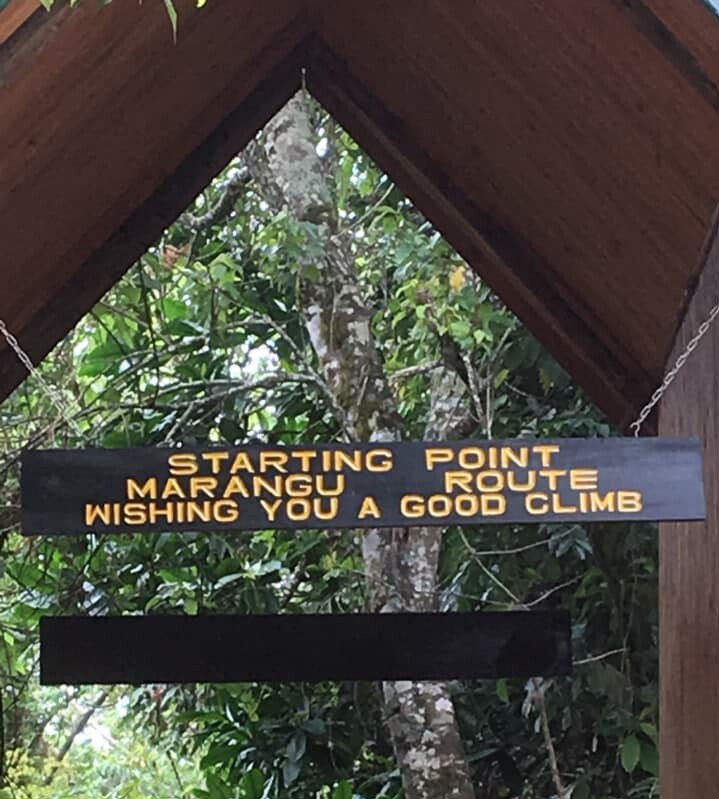 STARTING POINT
MARANGU ROUTE
WISHING YOU A GOOD CLIMB